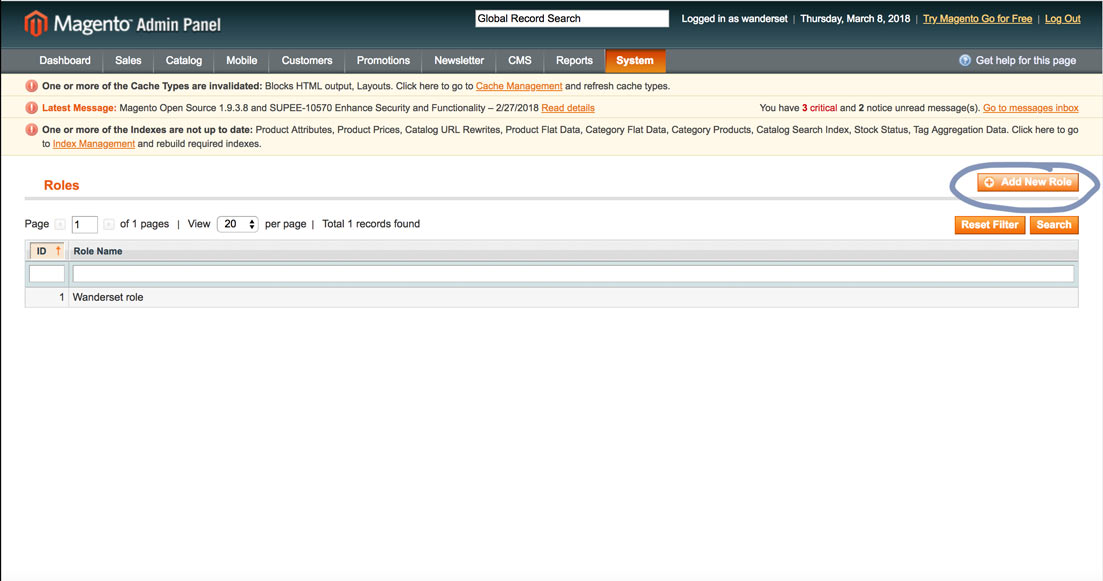 Magento Admin Panel
Global Record Search
Logged in as wanderset | Thursday, March 8, 2018 | Try Magento Go for Free | Log Out
Dashboard Sales Catalog Mobile Customers Promotions Newsletter CMS Reports System
Get help for this page
One or more of the Cache Types are invalidated: Blocks HTML output, Layouts. Click here to go to Cache Management and refresh cache types.
Latest Message: Magento Open Source 1.9.3.8 and SUPEE-10570 Enhance Security and Functionality – 2/27/2018 Read details
You have 3 critical and 2 notice unread message(s). Go to messages inbox
One or more of the Indexes are not up to date: Product Attributes, Product Prices, Catalog URL Rewrites, Product Flat Data, Category Flat Data, Category Products, Catalog Search Index, Stock Status, Tag Aggregation Data. Click here to go
to Index Management and rebuild required indexes.
Roles
Add New Role
Page 1 of 1 pages | View 20 per page | Total 1 records found
Reset Filter Search
ID ↑ Role Name
1 Wanderset role